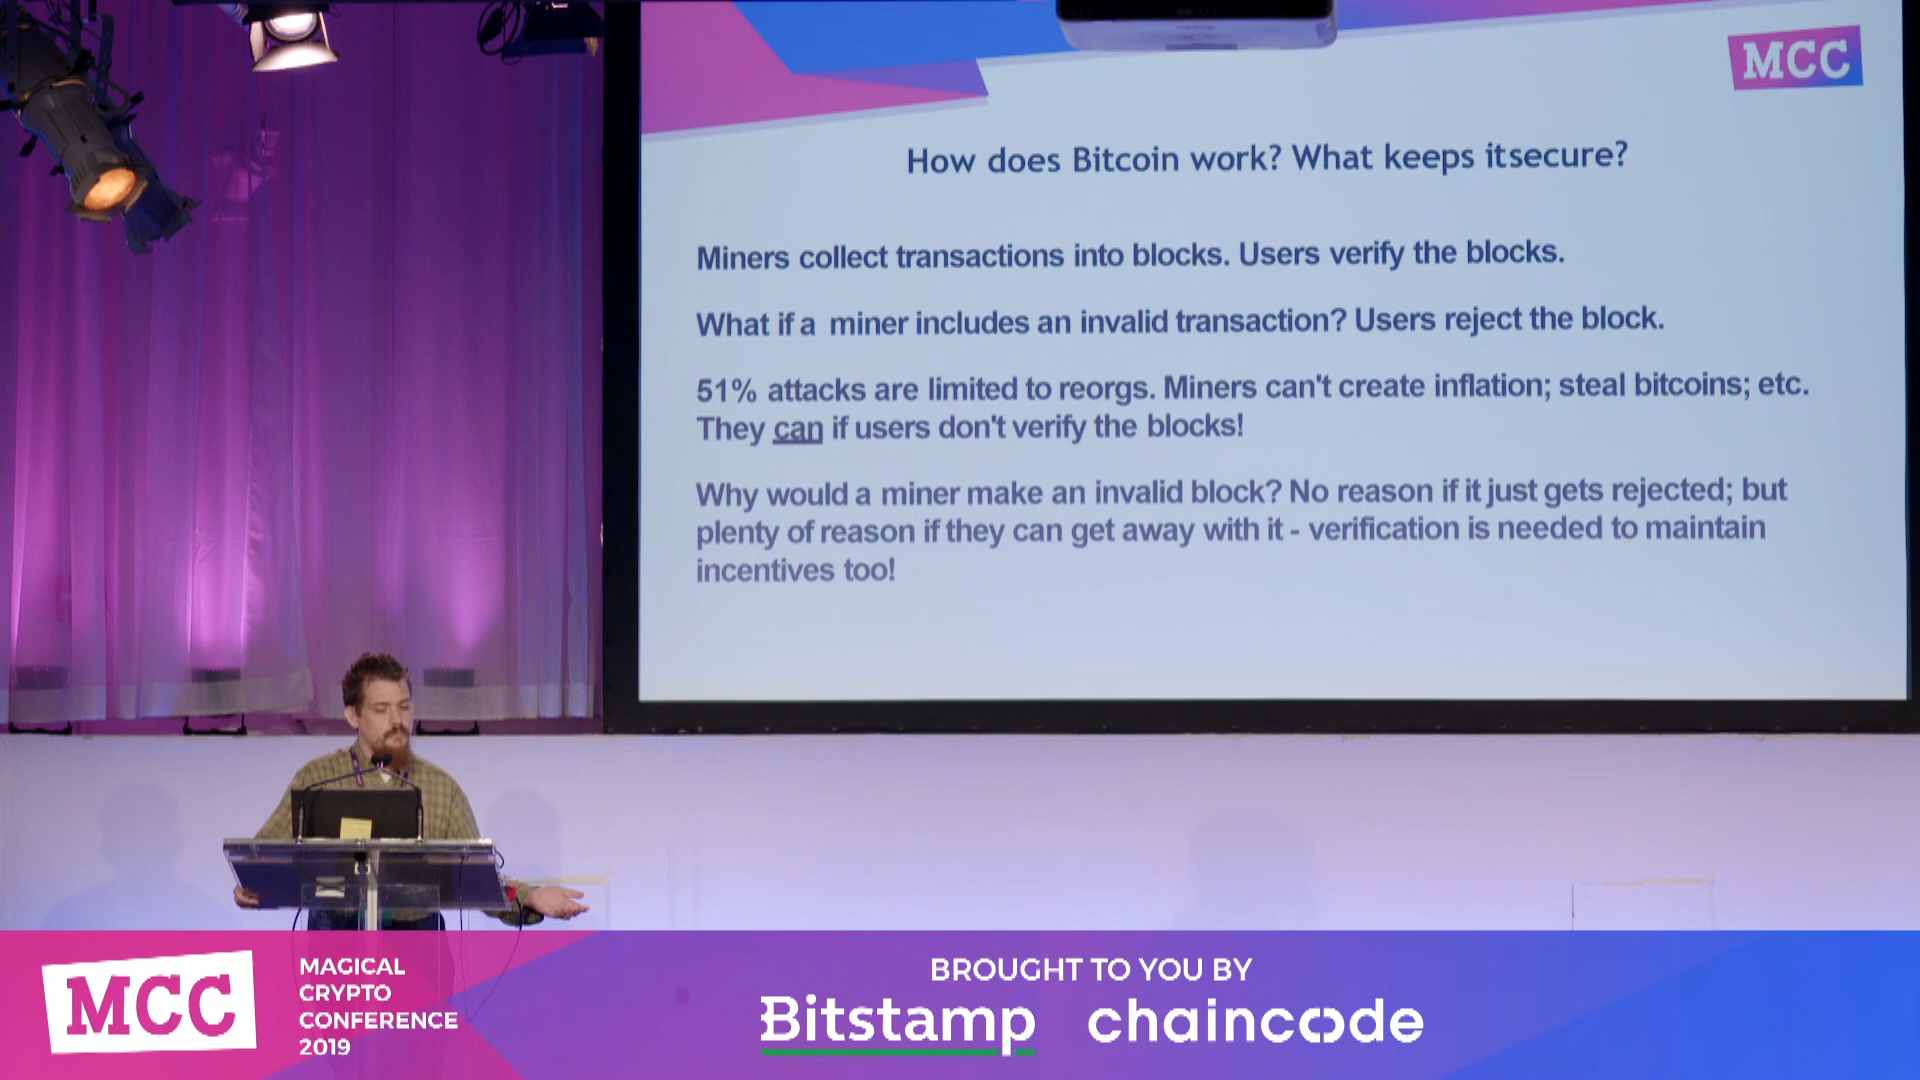 MCC
How does Bitcoin work? What keeps itsecure?
Miners collect transactions into blocks. Users verify the blocks.
What if a miner includes an invalid transaction? Users reject the block.
51% attacks are limited to reorgs. Miners can't create inflation; steal bitcoins; etc.
They can if users don't verify the blocks!
Why would a miner make an invalid block? No reason if it just gets rejected; but
plenty of reason if they can get away with it - verification is needed to maintain
incentives too!
MCC
MAGICAL
CRYPTO
CONFERENCE
2019
BROUGHT TO YOU BY
Bitstamp chaincode